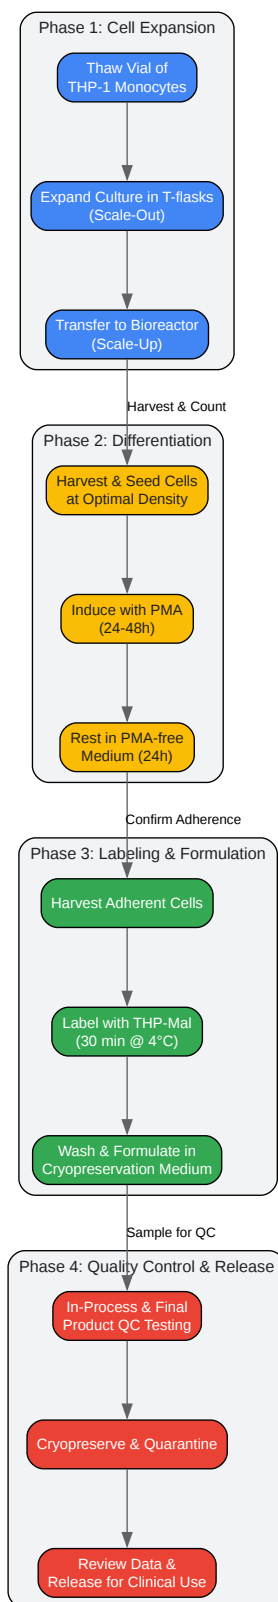 Phase 1: Cell Expansion
Thaw Vial of
THP-1 Monocytes
Expand Culture in T-flasks
(Scale-Out)
Transfer to Bioreactor
(Scale-Up)
Harvest & Count
Phase 2: Differentiation
Harvest & Seed Cells
at Optimal Density
Induce with PMA
(24-48h)
Rest in PMA-free
Medium (24h)
Confirm Adherence
Phase 3: Labeling & Formulation
Harvest Adherent Cells
Label with THP-Mal
(30 min @ 4°C)
Wash & Formulate in
Cryopreservation Medium
Sample for QC
Phase 4: Quality Control & Release
In-Process & Final
Product QC Testing
Cryopreserve & Quarantine
Review Data &
Release for Clinical Use